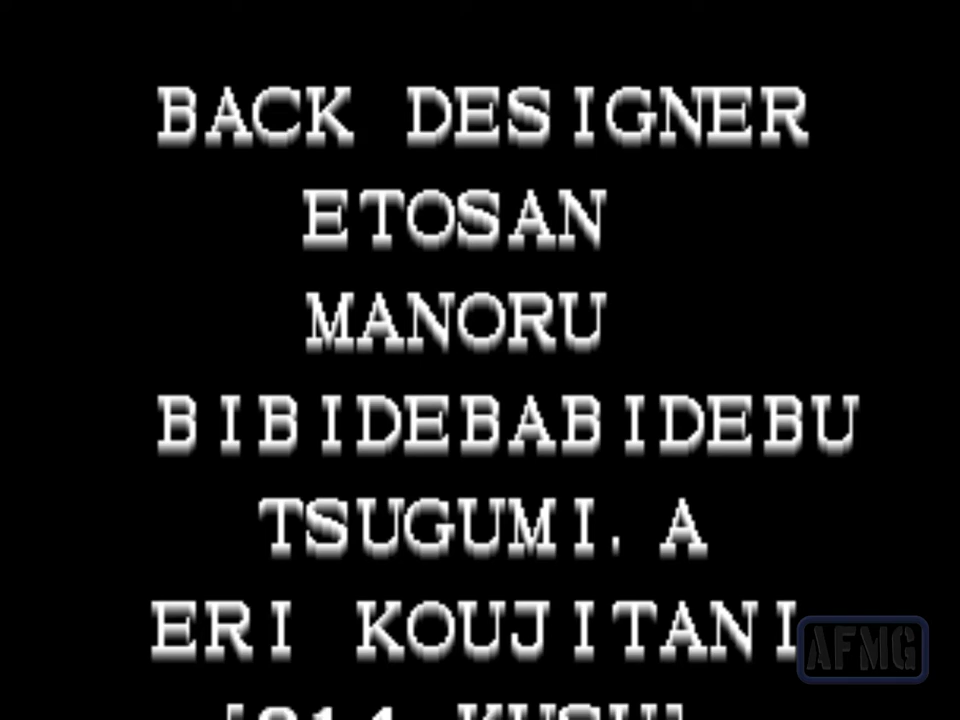 BACK DESIGNER
ETOSAN
MANORU
BIBIDEBABIDEBU
TSUGUMI. A
ERI KOUJITANI
AFMG